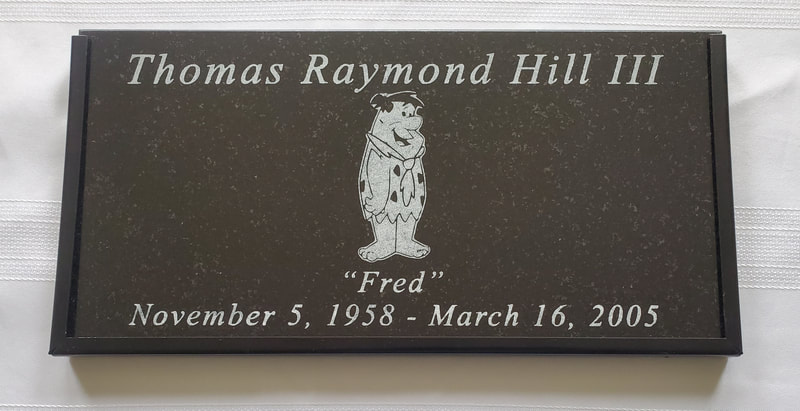 Thomas Raymond Hill III
“Fred”
November 5, 1958 - March 16, 2005